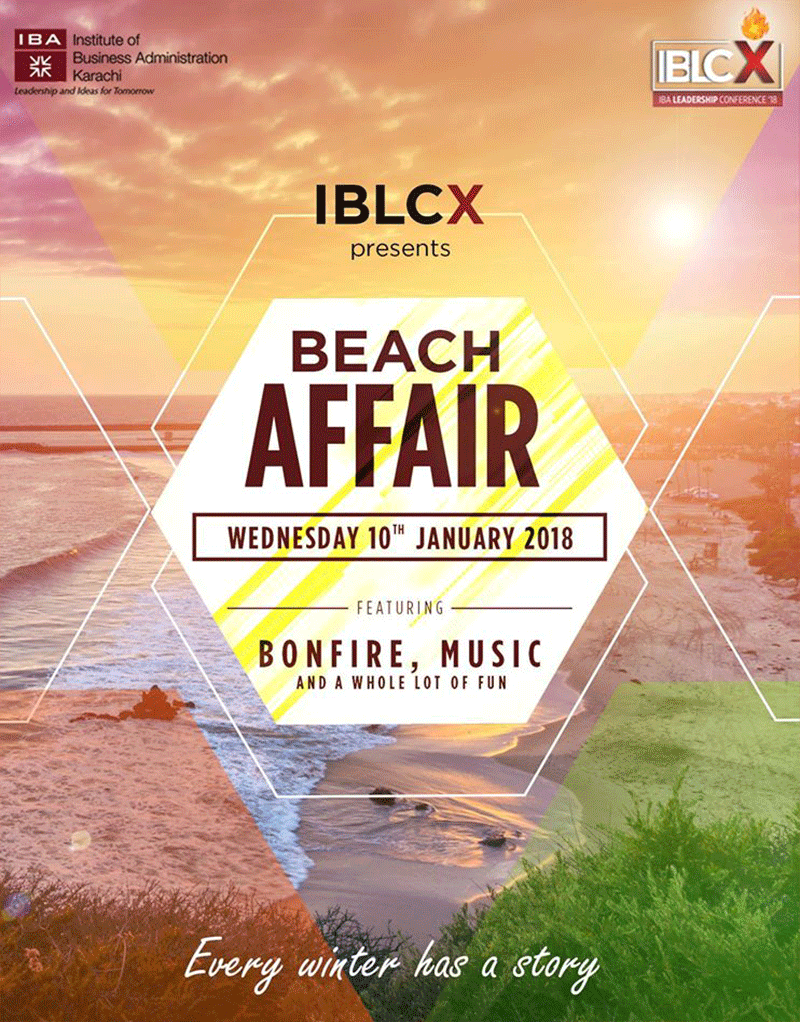 IBA
Institute of
Business Administration
Karachi
Leadership and Ideas for Tomorrow
IBLCX
IBA LEADERSHIP CONFERENCE '18
IBLCX
presents
BEACH
AFFAIR
WEDNESDAY 10TH JANUARY 2018
FEATURING
BONFIRE, MUSIC
AND A WHOLE LOT OF FUN
Every winter has a story